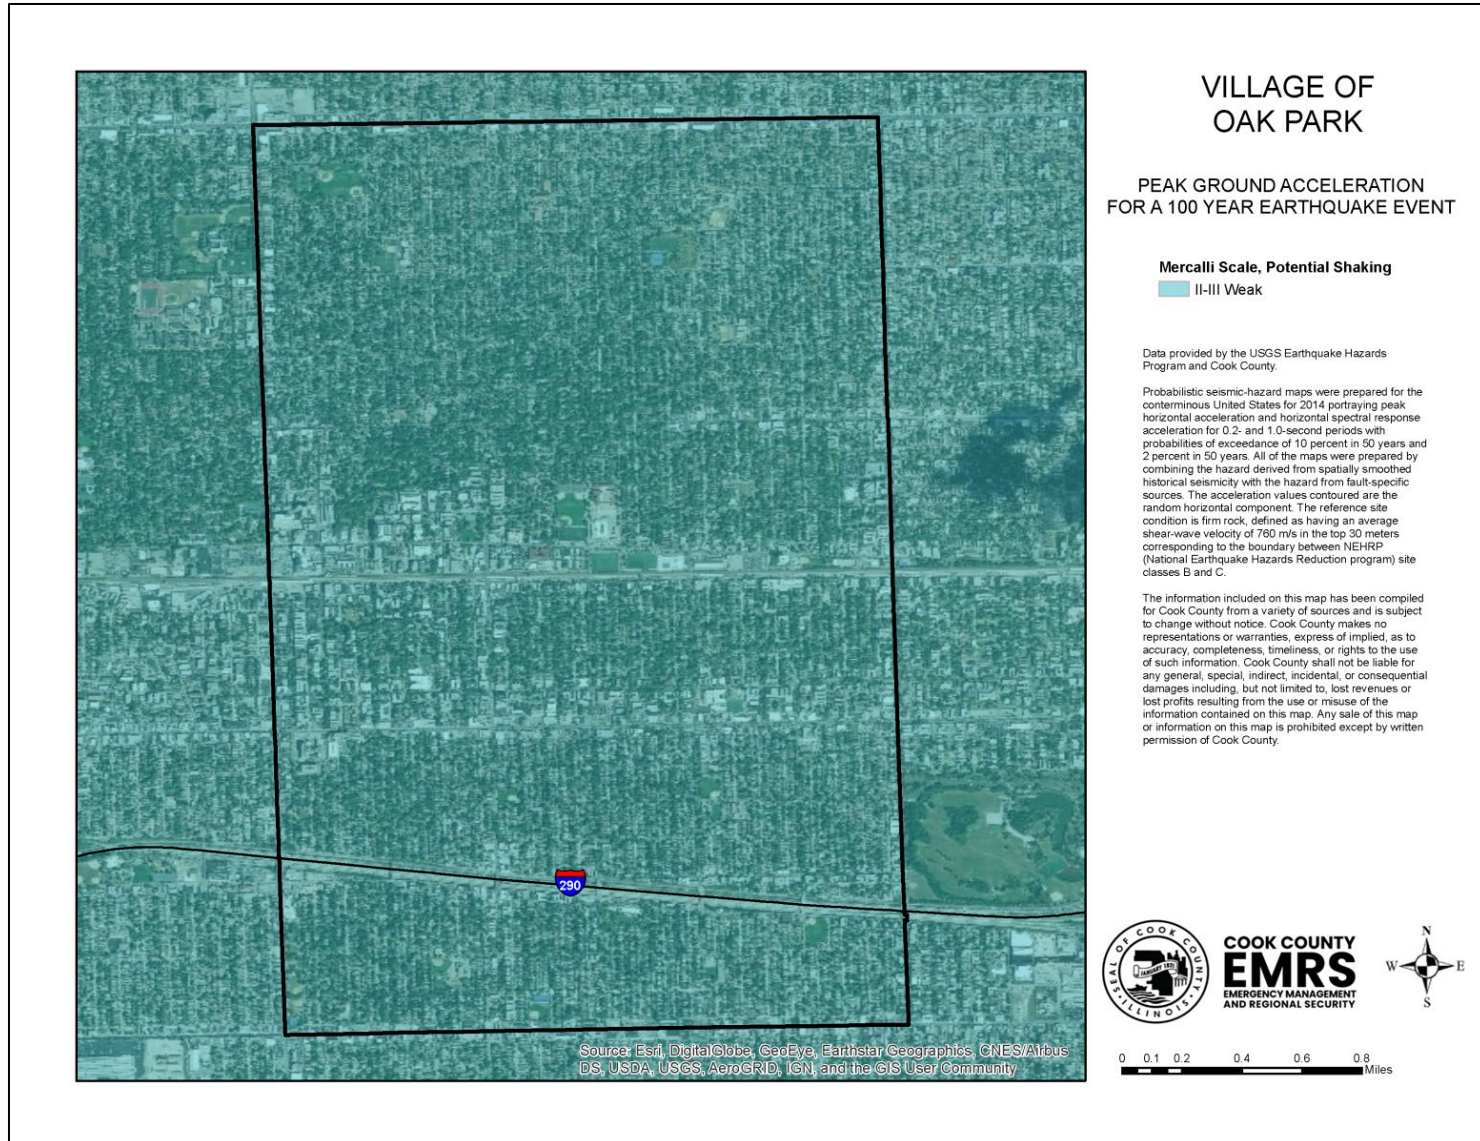 VILLAGE OF
OAK PARK
PEAK GROUND ACCELERATION
FOR A 100 YEAR EARTHQUAKE EVENT
Mercalli Scale, Potential Shaking
II-III Weak
Data provided by the USGS Earthquake Hazards
Program and Cook County.
Probabilistic seismic-hazard maps were prepared for the
conterminous United States for 2014 portraying peak
horizontal acceleration and horizontal spectral response
acceleration for 0.2- and 1.0-second periods with
probabilities of exceedance of 10 percent in 50 years and
2 percent in 50 years. All of the maps were prepared by
combining the hazard derived from spatially smoothed
historical seismicity with the hazard from fault-specific
sources. The acceleration values contoured are the
random horizontal component. The reference site
condition is firm rock, defined as having an average
shear-wave velocity of 760 m/s in the top 30 meters
corresponding to the boundary between NEHRP
(National Earthquake Hazards Reduction program) site
classes B and C.
The information included on this map has been compiled
for Cook County from a variety of sources and is subject
to change without notice. Cook County makes no
representations or warranties, express of implied, as to
accuracy, completeness, timeliness, or rights to the use
of such information. Cook County shall not be liable for
any general, special, indirect, incidental, or consequential
damages including, but not limited to, lost revenues or
lost profits resulting from the use or misuse of the
information contained on this map. Any sale of this map
or information on this map is prohibited except by written
permission of Cook County.
290
SEAL OF COOK COUNTY
JANUARY 1831
ILLINOIS
COOK COUNTY
EMRS
EMERGENCY MANAGEMENT
AND REGIONAL SECURITY
N
W E
S
Source: Esri, DigitalGlobe, GeoEye, Earthstar Geographics, CNES/Airbus
DS, USDA, USGS, AeroGRID, IGN, and the GIS User Community
0 0.1 0.2 0.4 0.6 0.8
Miles